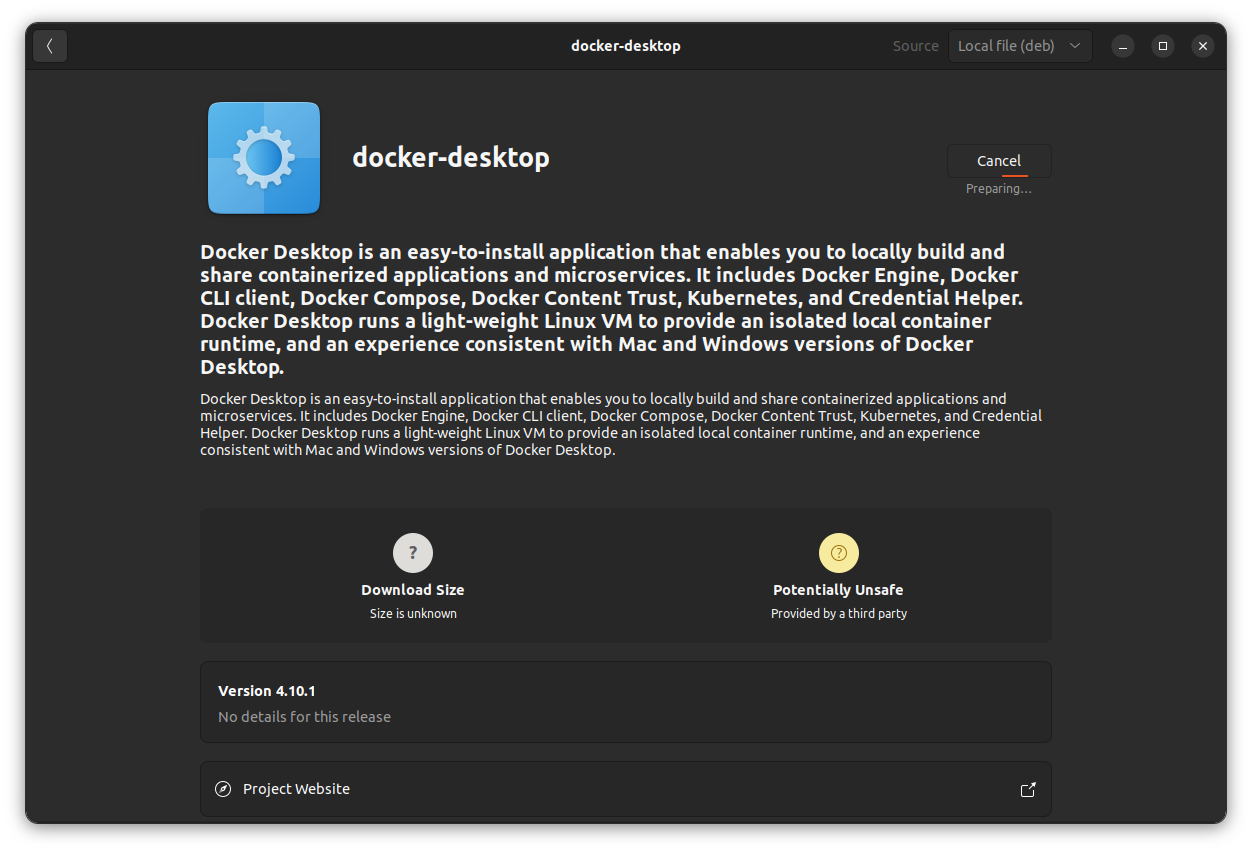 docker-desktop
Source
Local file (deb)
docker-desktop
Cancel
Preparing…
Docker Desktop is an easy-to-install application that enables you to locally build and
share containerized applications and microservices. It includes Docker Engine, Docker
CLI client, Docker Compose, Docker Content Trust, Kubernetes, and Credential Helper.
Docker Desktop runs a light-weight Linux VM to provide an isolated local container
runtime, and an experience consistent with Mac and Windows versions of Docker
Desktop.
Docker Desktop is an easy-to-install application that enables you to locally build and share containerized applications and
microservices. It includes Docker Engine, Docker CLI client, Docker Compose, Docker Content Trust, Kubernetes, and Credential
Helper. Docker Desktop runs a light-weight Linux VM to provide an isolated local container runtime, and an experience
consistent with Mac and Windows versions of Docker Desktop.
?
Download Size
Size is unknown
?
Potentially Unsafe
Provided by a third party
Version 4.10.1
No details for this release
Project Website